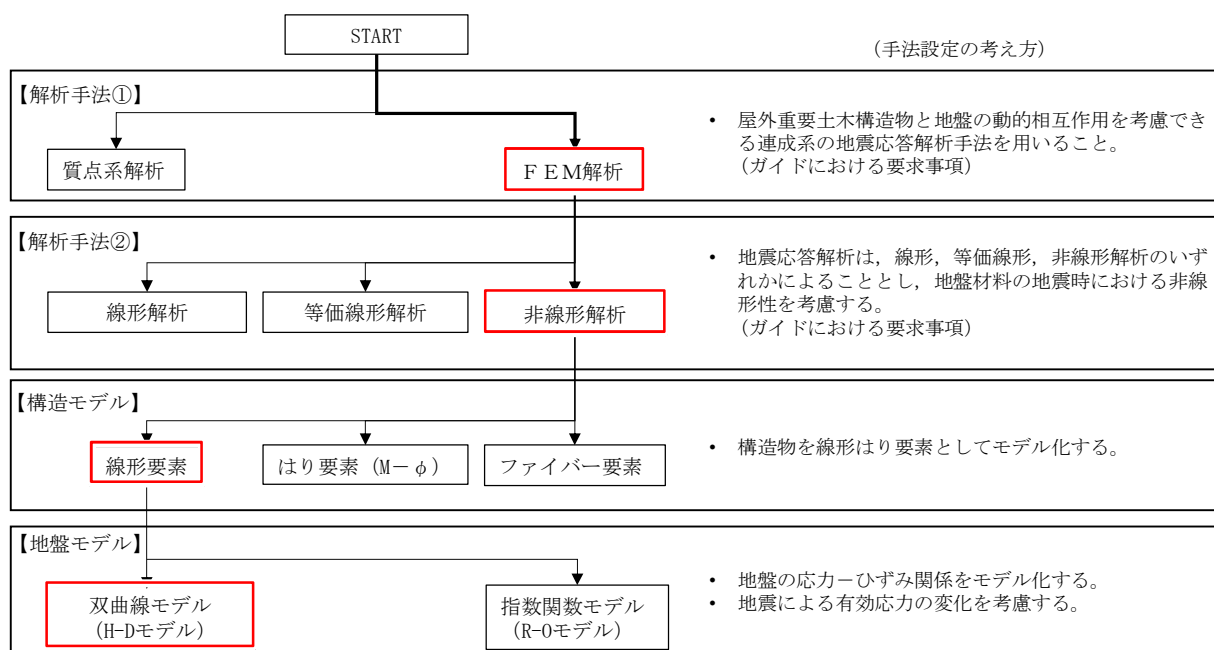 START
(手法設定の考え方)
【解析手法①】
質点系解析
ＦＥＭ解析
・ 屋外重要土木構造物と地盤の動的相互作用を考慮でき
る連成系の地震応答解析手法を用いること。
(ガイドにおける要求事項)
【解析手法②】
線形解析
等価線形解析
非線形解析
・ 地震応答解析は，線形，等価線形，非線形解析のいず
れかによることとし，地盤材料の地震時における非線
形性を考慮する。
(ガイドにおける要求事項)
【構造モデル】
線形要素
はり要素（M－φ）
ファイバー要素
・ 構造物を線形はり要素としてモデル化する。
【地盤モデル】
双曲線モデル
(H-Dモデル)
指数関数モデル
(R-Oモデル)
・ 地盤の応力－ひずみ関係をモデル化する。
・ 地震による有効応力の変化を考慮する。